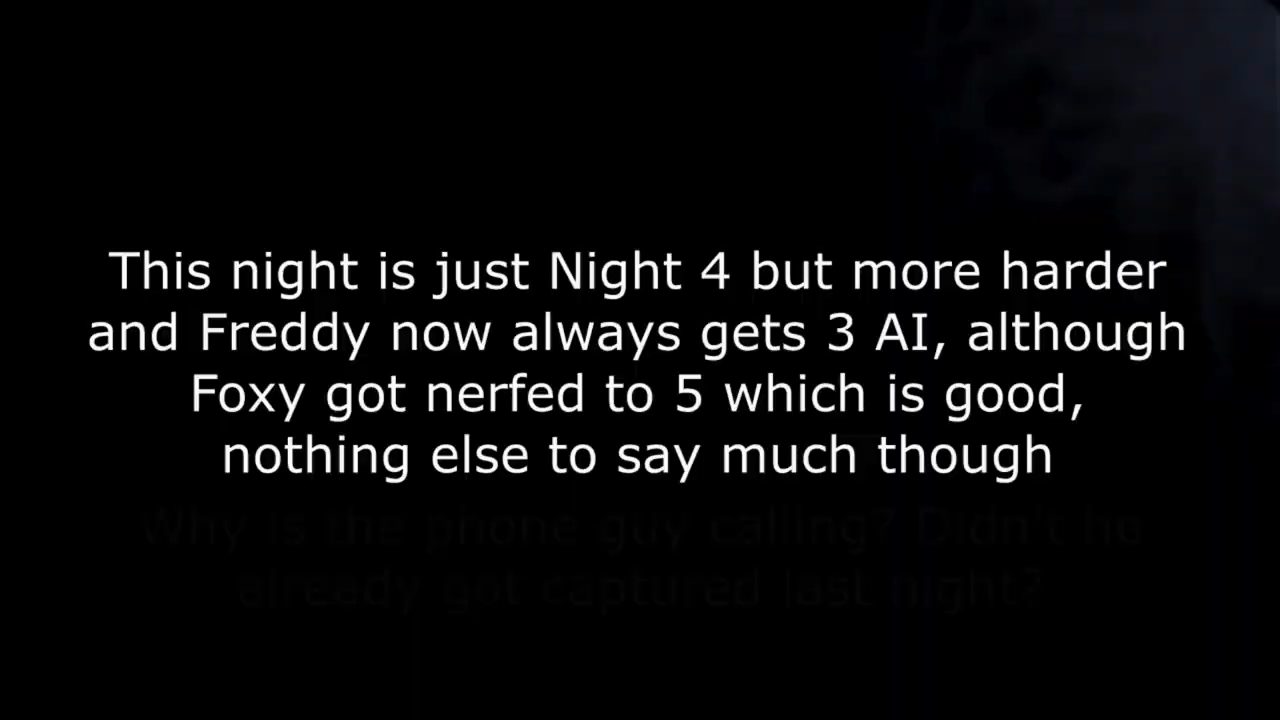 This night is just Night 4 but more harder
and Freddy now always gets 3 AI, although
Foxy got nerfed to 5 which is good,
nothing else to say much though
Why is the phone guy calling? Didn't he
already got captured last night?